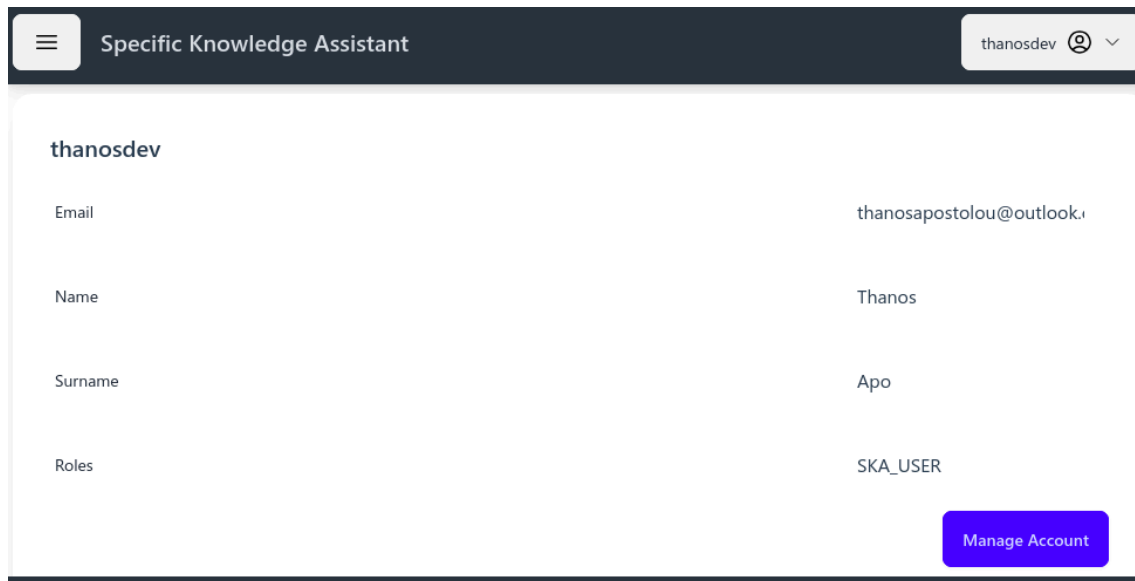 Specific Knowledge Assistant thanosdev
thanosdev
Email thanosapostolou@outlook.
Name Thanos
Surname Apo
Roles SKA_USER
Manage Account